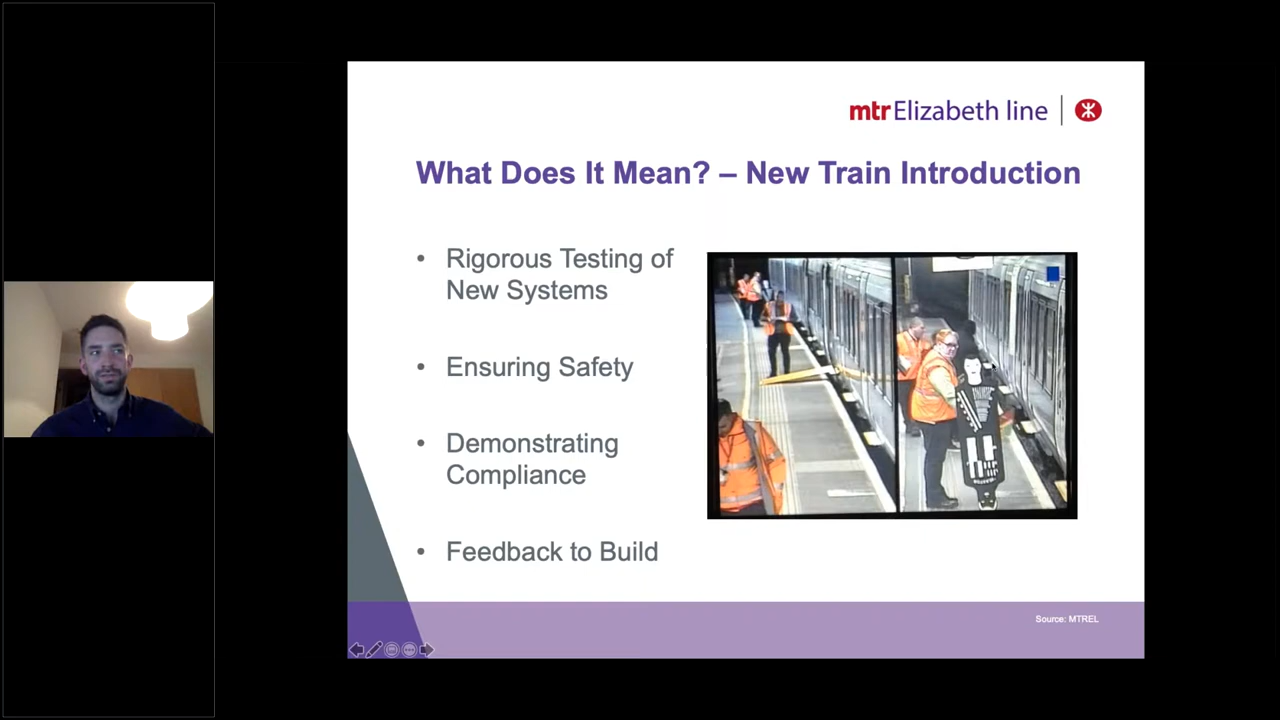 mtr Elizabeth line
What Does It Mean? – New Train Introduction
• Rigorous Testing of
New Systems
• Ensuring Safety
• Demonstrating
Compliance
• Feedback to Build
Source: MTREL